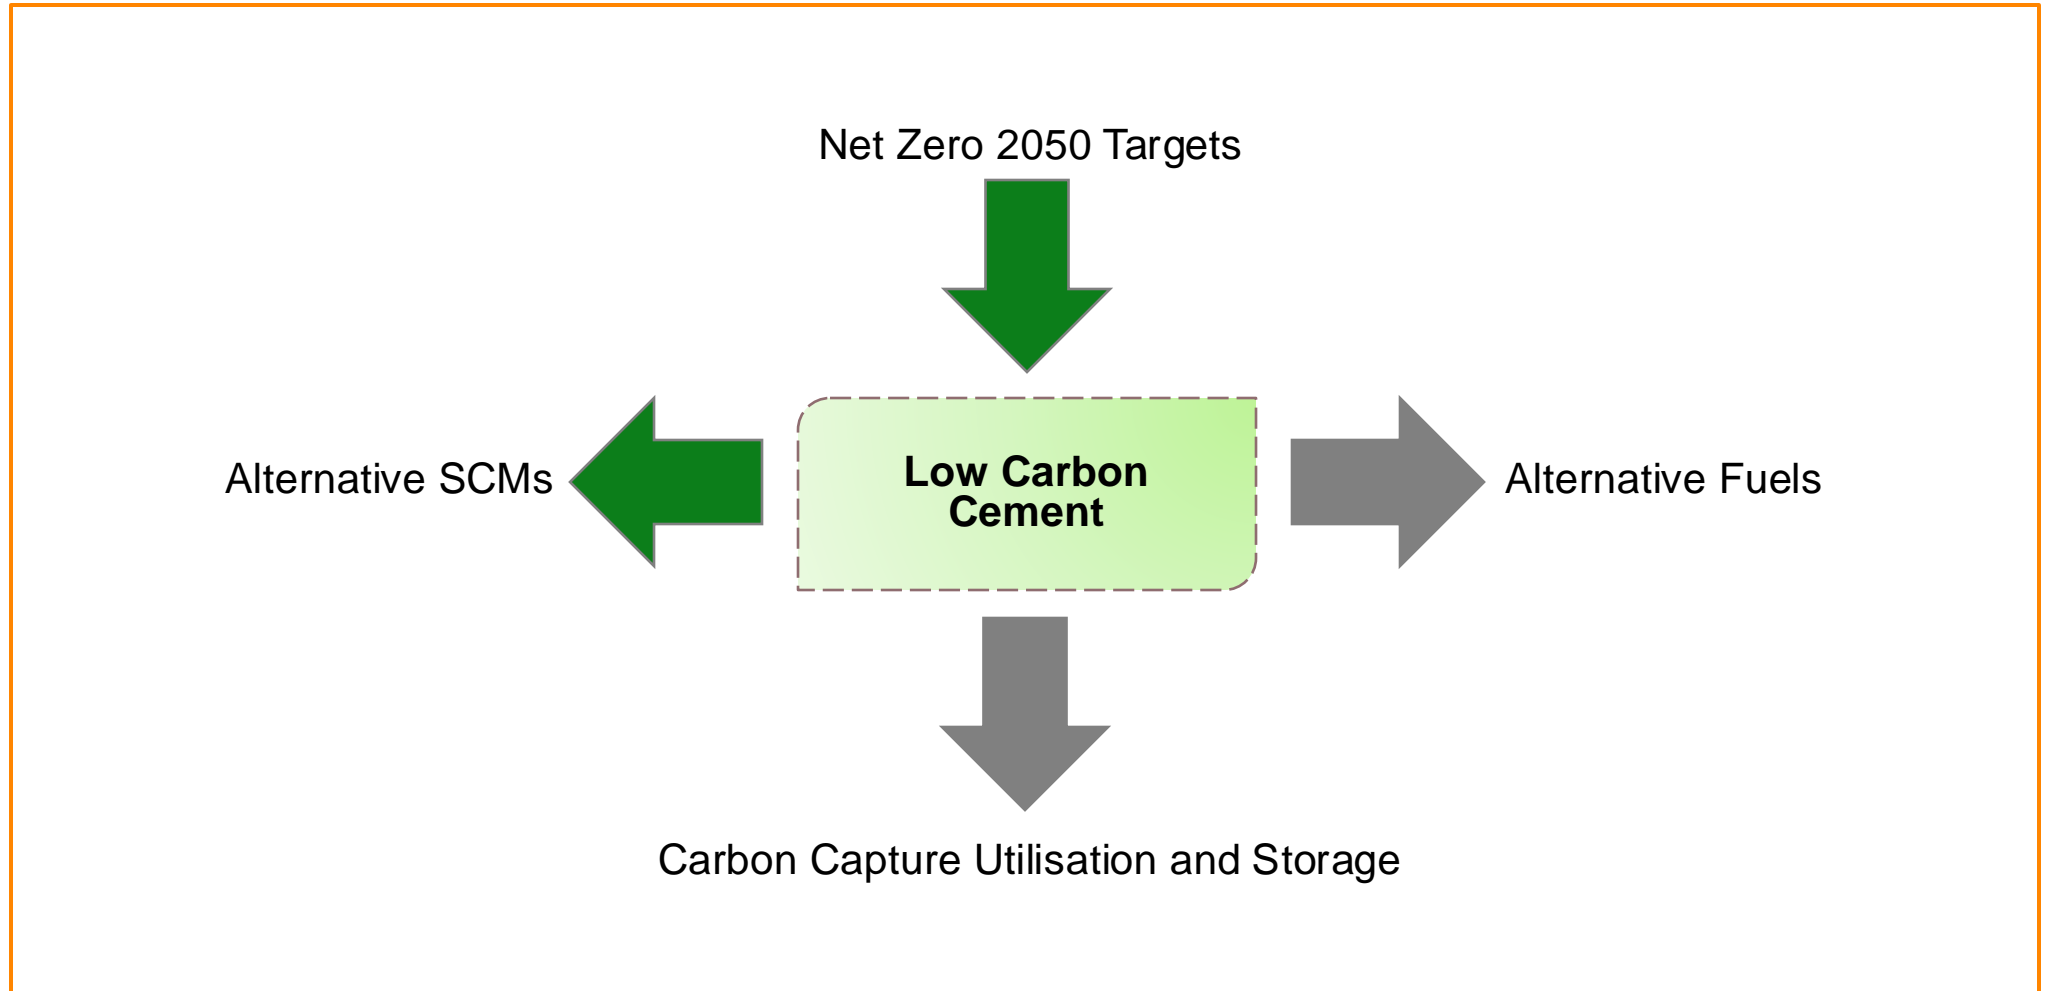 Net Zero 2050 Targets
Alternative SCMs
Low Carbon
Cement
Alternative Fuels
Carbon Capture Utilisation and Storage